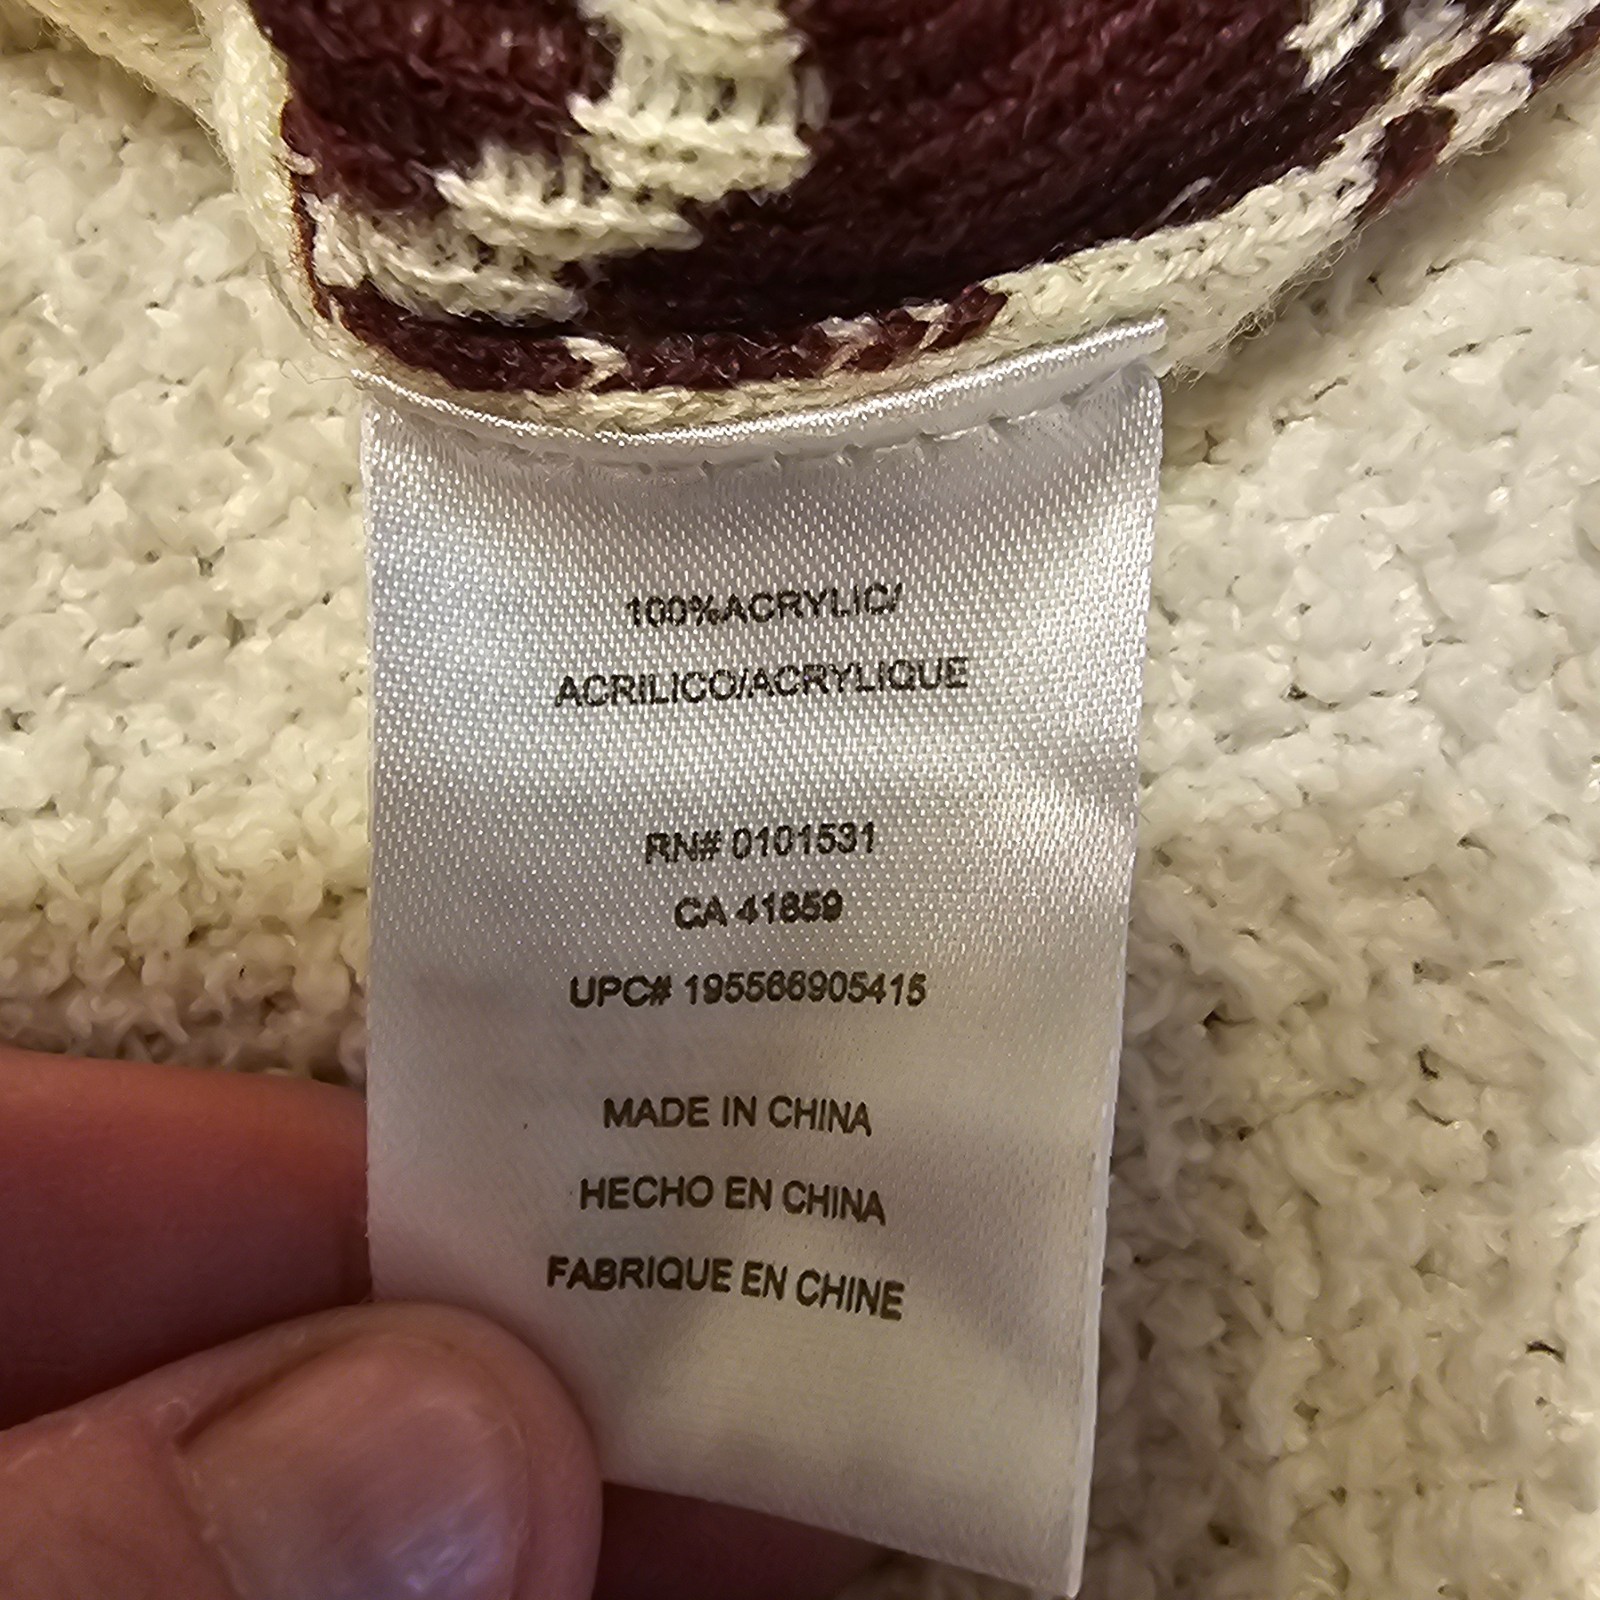 100%ACRYLIC/
ACRILICO/ACRYLIQUE
RN# 0101531
CA 41859
UPC# 195566905415
MADE IN CHINA
HECHO EN CHINA
FABRIQUE EN CHINE